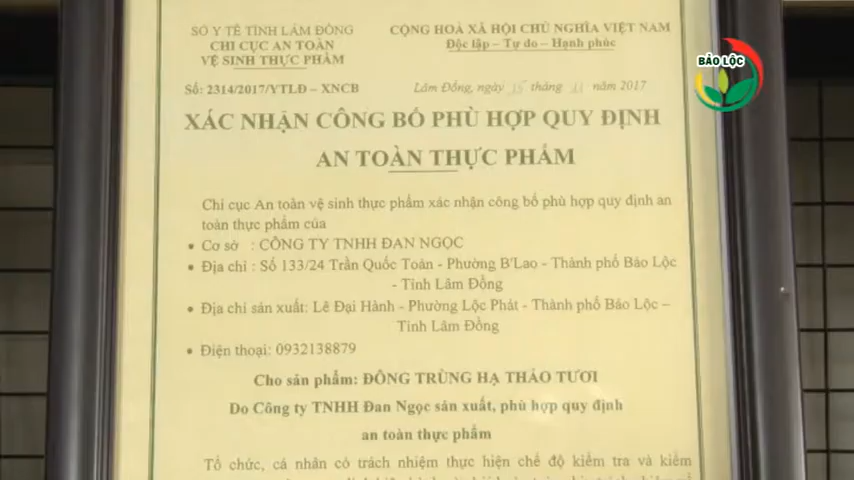 SỞ Y TẾ TỈNH LÂM ĐỒNG
CHI CỤC AN TOÀN
VỆ SINH THỰC PHẨM
Số: 2314/2017/YTLĐ – XNCB
CỘNG HOÀ XÃ HỘI CHỦ NGHĨA VIỆT NAM
Độc lập – Tự do – Hạnh phúc
Lâm Đồng, ngày 15 tháng 11 năm 2017
BẢO LỘC
XÁC NHẬN CÔNG BỐ PHÙ HỢP QUY ĐỊNH
AN TOÀN THỰC PHẨM
Chi cục An toàn vệ sinh thực phẩm xác nhận công bố phù hợp quy định an
toàn thực phẩm của
• Cơ sở : CÔNG TY TNHH ĐAN NGỌC
• Địa chỉ : Số 133/24 Trần Quốc Toản - Phường B'Lao - Thành phố Bảo Lộc
- Tỉnh Lâm Đồng
• Địa chỉ sản xuất: Lê Đại Hành - Phường Lộc Phát - Thành phố Bảo Lộc –
Tỉnh Lâm Đồng
• Điện thoại: 0932138879
Cho sản phẩm: ĐÔNG TRÙNG HẠ THẢO TƯƠI
Do Công ty TNHH Đan Ngọc sản xuất, phù hợp quy định
an toàn thực phẩm
Tổ chức, cá nhân có trách nhiệm thực hiện chế độ kiểm tra và kiểm